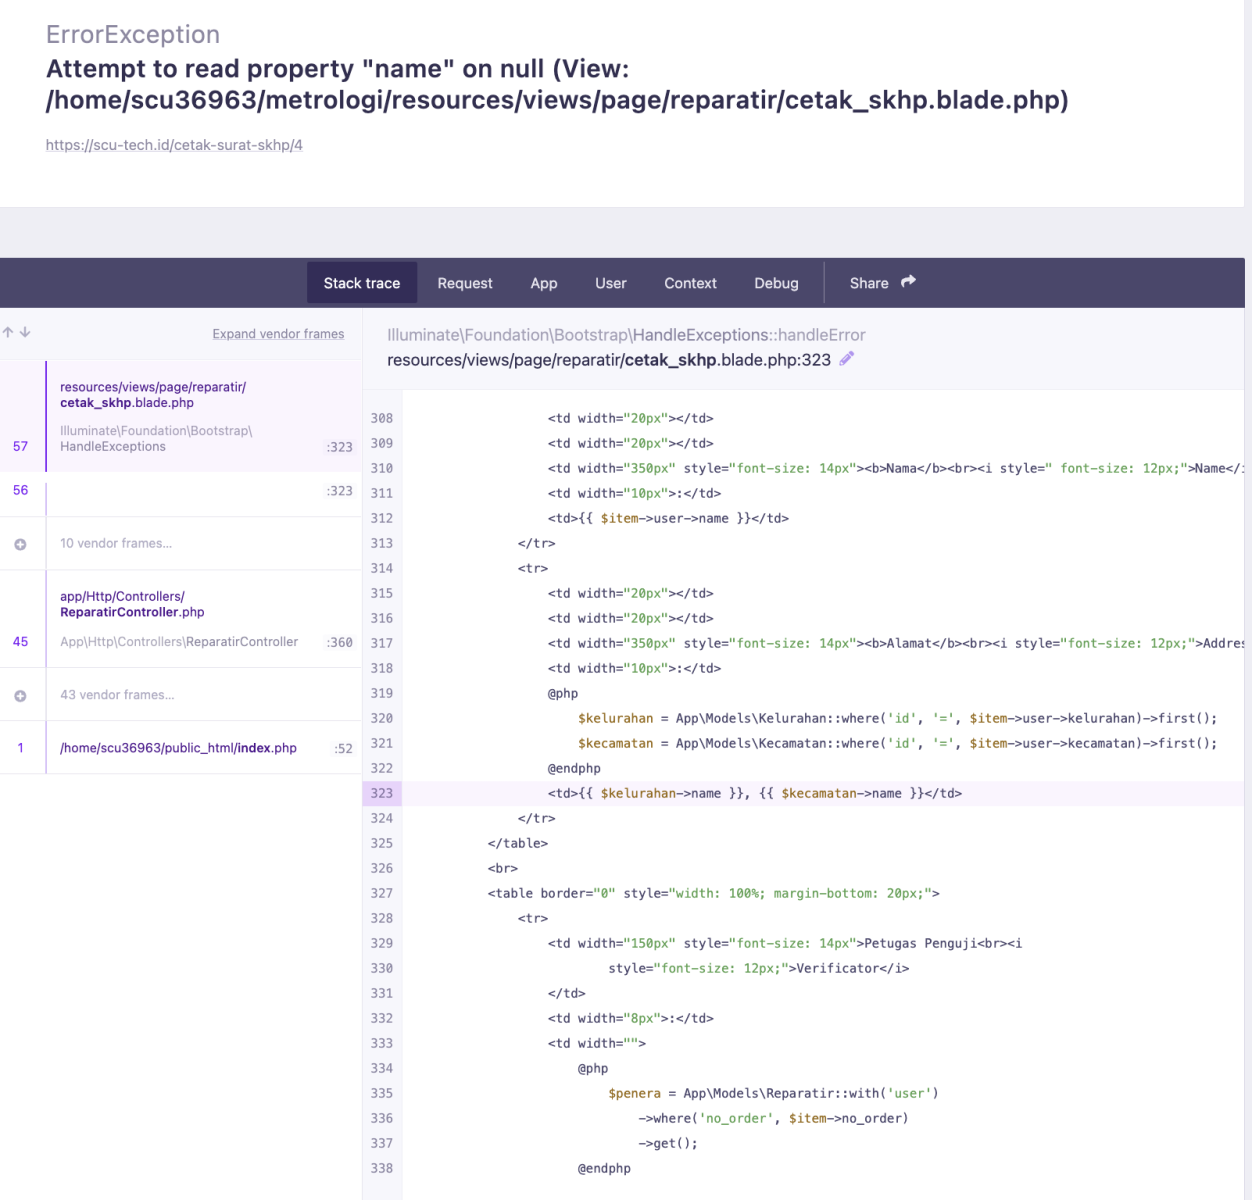 ErrorException
Attempt to read property "name" on null (View:
/home/scu36963/metrologi/resources/views/page/reparatir/cetak_skhp.blade.php)
https://scu-tech.id/cetak-surat-skhp/4
Stack trace
Request
App
User
Context
Debug
Share
Expand vendor frames
resources/views/page/reparatir/
cetak_skhp.blade.php
Illuminate\Foundation\Bootstrap\
57 HandleExceptions :323
56 :323
10 vendor frames…
app/Http/Controllers/
ReparatirController.php
45 App\Http\Controllers\ReparatirController :360
43 vendor frames…
1 /home/scu36963/public_html/index.php :52
Illuminate\Foundation\Bootstrap\HandleExceptions::handleError
resources/views/page/reparatir/cetak_skhp.blade.php:323
308 <td width="20px"></td>
309 <td width="20px"></td>
310 <td width="350px" style="font-size: 14px"><b>Nama</b><br><i style=" font-size: 12px;">Name</i
311 <td width="10px">:</td>
312 <td>{{ $item->user->name }}</td>
313 </tr>
314 <tr>
315 <td width="20px"></td>
316 <td width="20px"></td>
317 <td width="350px" style="font-size: 14px"><b>Alamat</b><br><i style="font-size: 12px;">Addres
318 <td width="10px">:</td>
319 @php
320 $kelurahan = App\Models\Kelurahan::where('id', '=', $item->user->kelurahan)->first();
321 $kecamatan = App\Models\Kecamatan::where('id', '=', $item->user->kecamatan)->first();
322 @endphp
323 <td>{{ $kelurahan->name }}, {{ $kecamatan->name }}</td>
324 </tr>
325 </table>
326 <br>
327 <table border="0" style="width: 100%; margin-bottom: 20px;">
328 <tr>
329 <td width="150px" style="font-size: 14px">Petugas Penguji<br><i
330 style="font-size: 12px;">Verificator</i>
331 </td>
332 <td width="8px">:</td>
333 <td width="">
334 @php
335 $penera = App\Models\Reparatir::with('user')
336 ->where('no_order', $item->no_order)
337 ->get();
338 @endphp